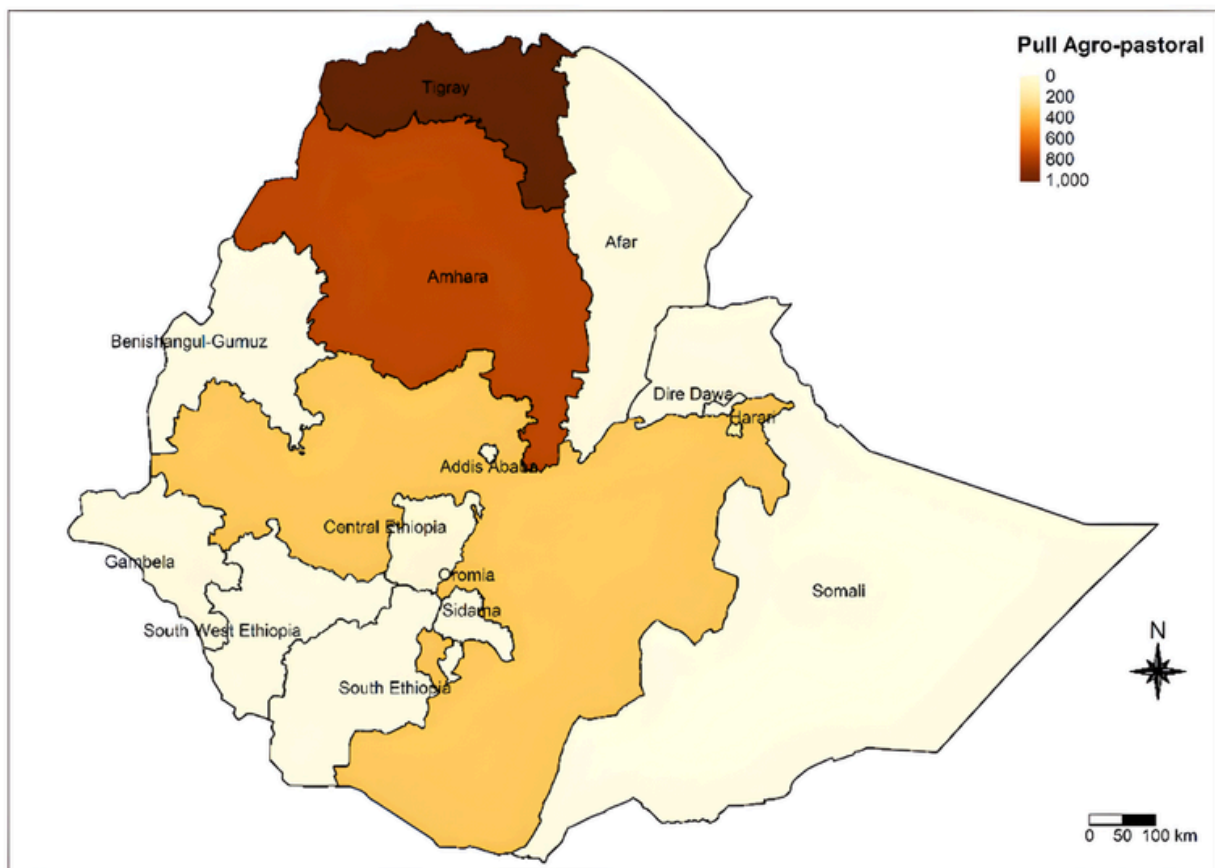 Pull Agro-pastoral
0
200
400
600
800
1,000
Tigray
Afar
Amhara
Benishangul-Gumuz
Dire Dawa
Harari
Addis Ababa
Central Ethiopia
Gambela
Oromia
Somali
Sidama
South West Ethiopia
N
South Ethiopia
0 50 100 km